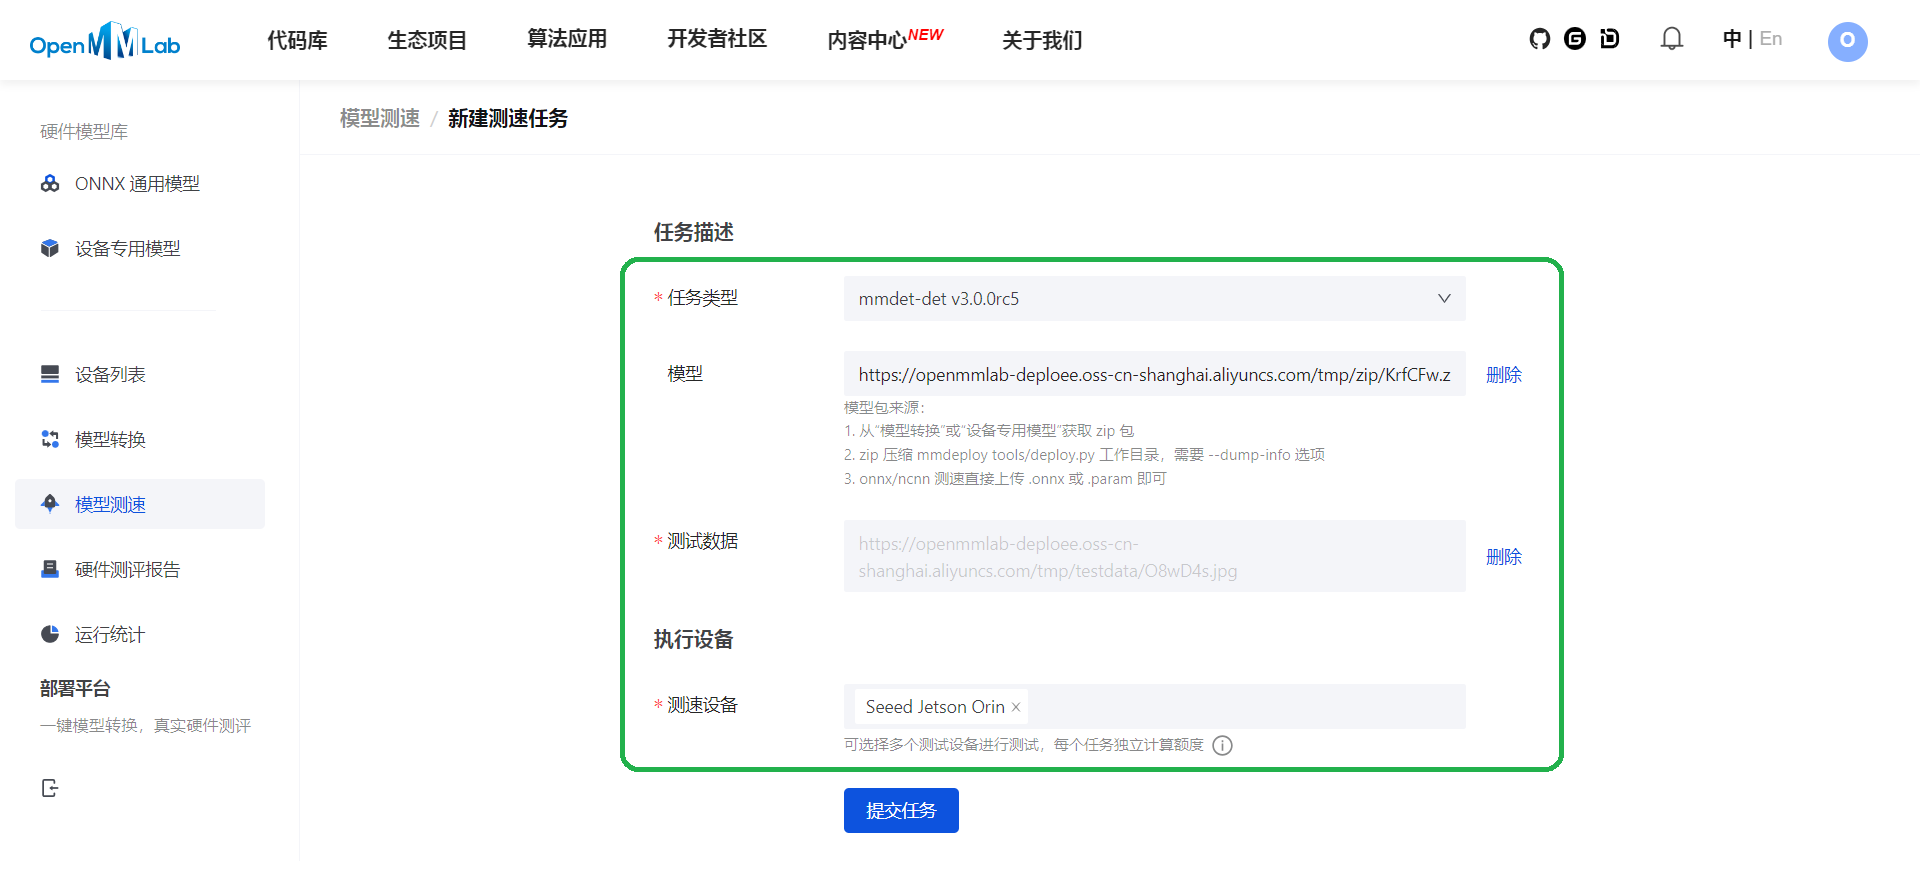 OpenMMLab
代码库
生态项目
算法应用
开发者社区
内容中心NEW
关于我们
中 | En
O
硬件模型库
ONNX 通用模型
设备专用模型
设备列表
模型转换
模型测速
硬件测评报告
运行统计
部署平台
一键模型转换，真实硬件测评
模型测速 / 新建测速任务
任务描述
* 任务类型
mmdet-det v3.0.0rc5
模型
https://openmmlab-deploee.oss-cn-shanghai.aliyuncs.com/tmp/zip/KrfCFw.z
删除
模型包来源：
1. 从“模型转换”或“设备专用模型”获取 zip 包
2. zip 压缩 mmdeploy tools/deploy.py 工作目录，需要 --dump-info 选项
3. onnx/ncnn 测速直接上传 .onnx 或 .param 即可
* 测试数据
https://openmmlab-deploee.oss-cn-
shanghai.aliyuncs.com/tmp/testdata/O8wD4s.jpg
删除
执行设备
* 测速设备
Seeed Jetson Orin ×
可选择多个测试设备进行测试，每个任务独立计算额度
提交任务